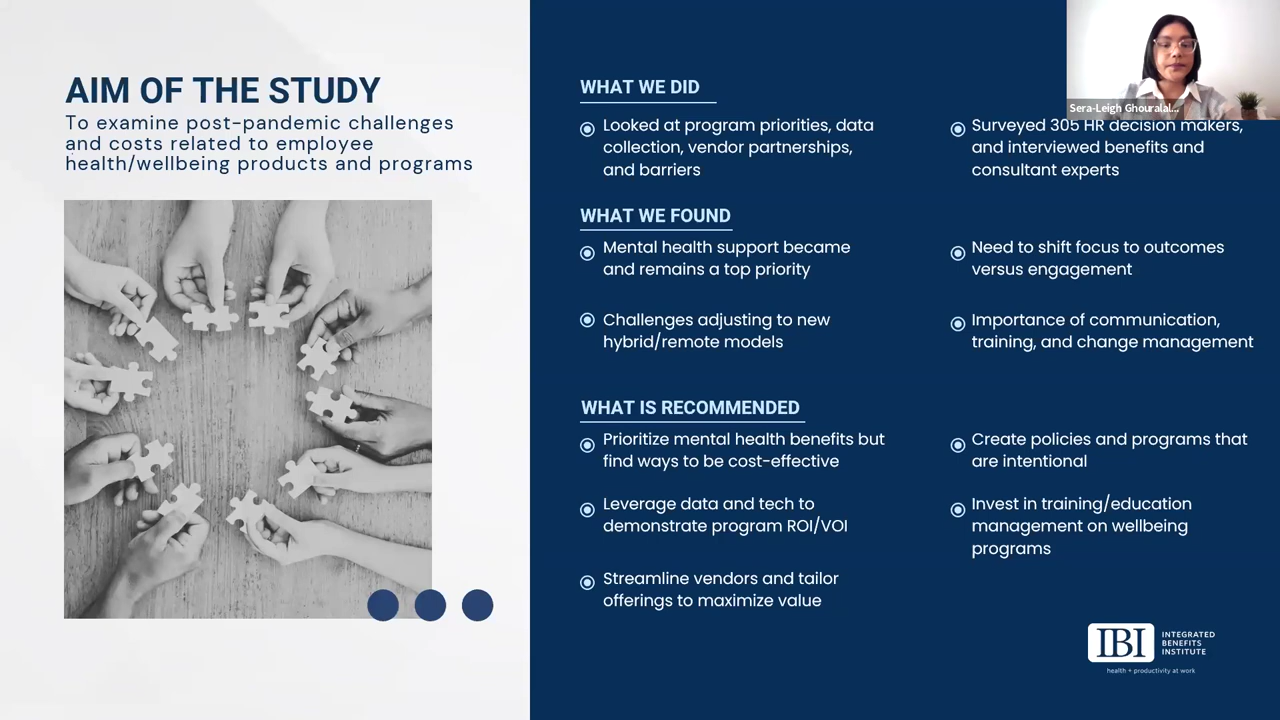 AIM OF THE STUDY
To examine post-pandemic challenges
and costs related to employee
health/wellbeing products and programs
WHAT WE DID
Looked at program priorities, data
collection, vendor partnerships,
and barriers
Sera-Leigh Ghouralal...
Surveyed 305 HR decision makers,
and interviewed benefits and
consultant experts
WHAT WE FOUND
Mental health support became
and remains a top priority
Need to shift focus to outcomes
versus engagement
Challenges adjusting to new
hybrid/remote models
Importance of communication,
training, and change management
WHAT IS RECOMMENDED
Prioritize mental health benefits but
find ways to be cost-effective
Create policies and programs that
are intentional
Leverage data and tech to
demonstrate program ROI/VOI
Invest in training/education
management on wellbeing
programs
Streamline vendors and tailor
offerings to maximize value
IBI
INTEGRATED
BENEFITS
INSTITUTE
health + productivity at work